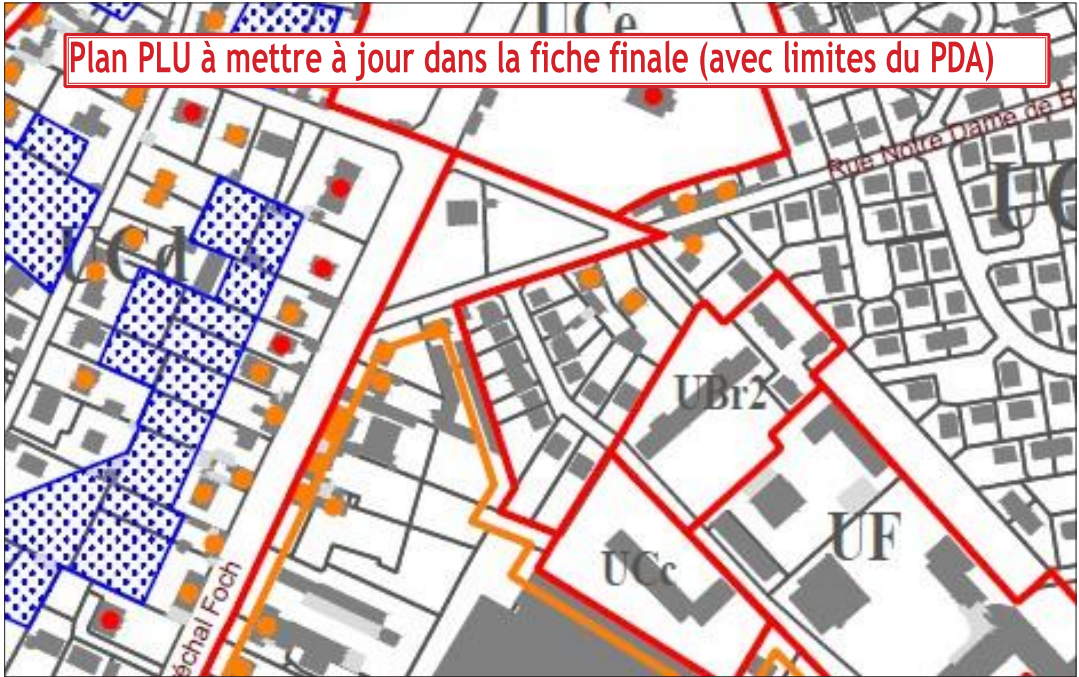 Plan PLU à mettre à jour dans la fiche finale (avec limites du PDA)
UCe
Rue Notre Dame de
UCd
UBr2
UF
UCc
échal Foch